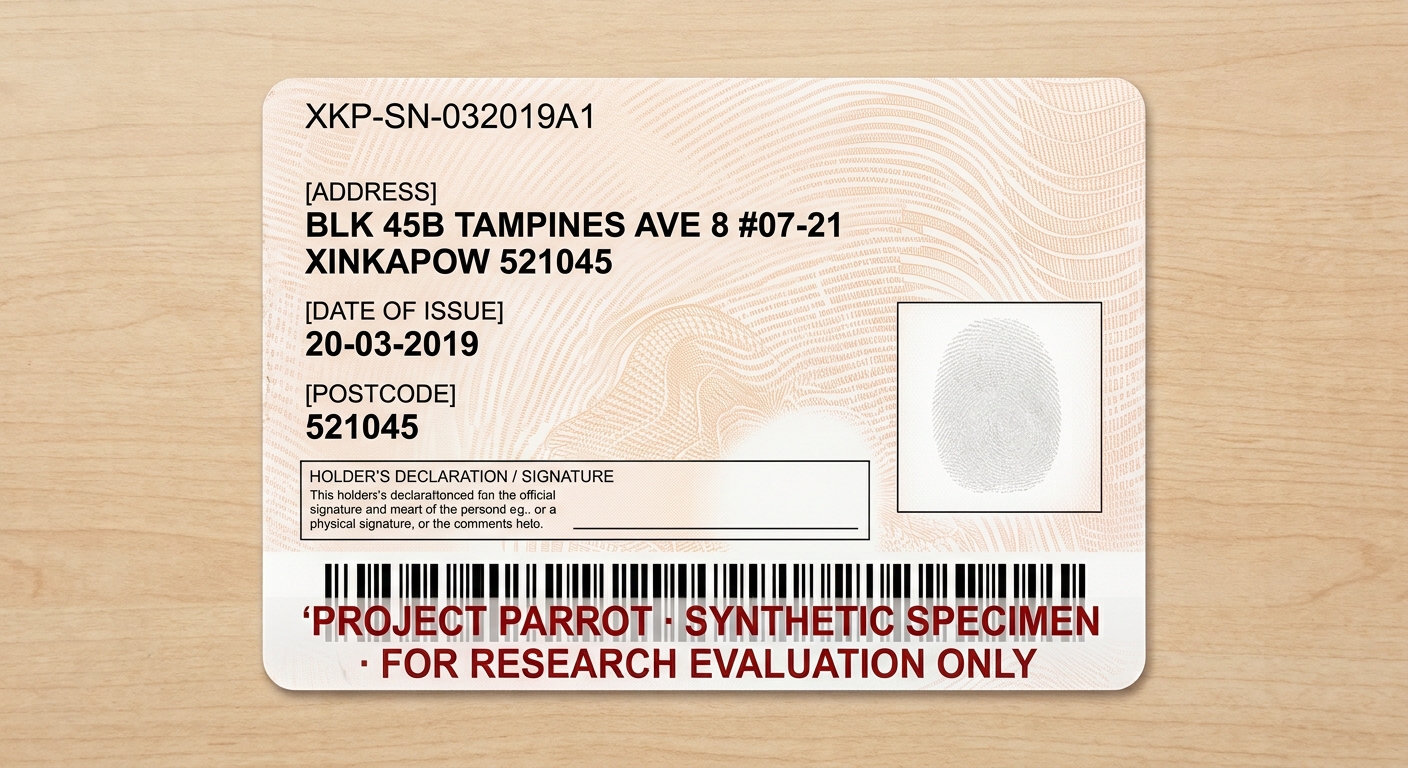 XKP-SN-032019A1
[ADDRESS]
BLK 45B TAMPINES AVE 8 #07-21
XINKAPOW 521045
[DATE OF ISSUE]
20-03-2019
[POSTCODE]
521045
HOLDER'S DECLARATION / SIGNATURE
This holders's declaraftonced fan the official
signature and meart of the persond eg.. or a
physical signature, or the comments heto.
‘PROJECT PARROT · SYNTHETIC SPECIMEN
· FOR RESEARCH EVALUATION ONLY